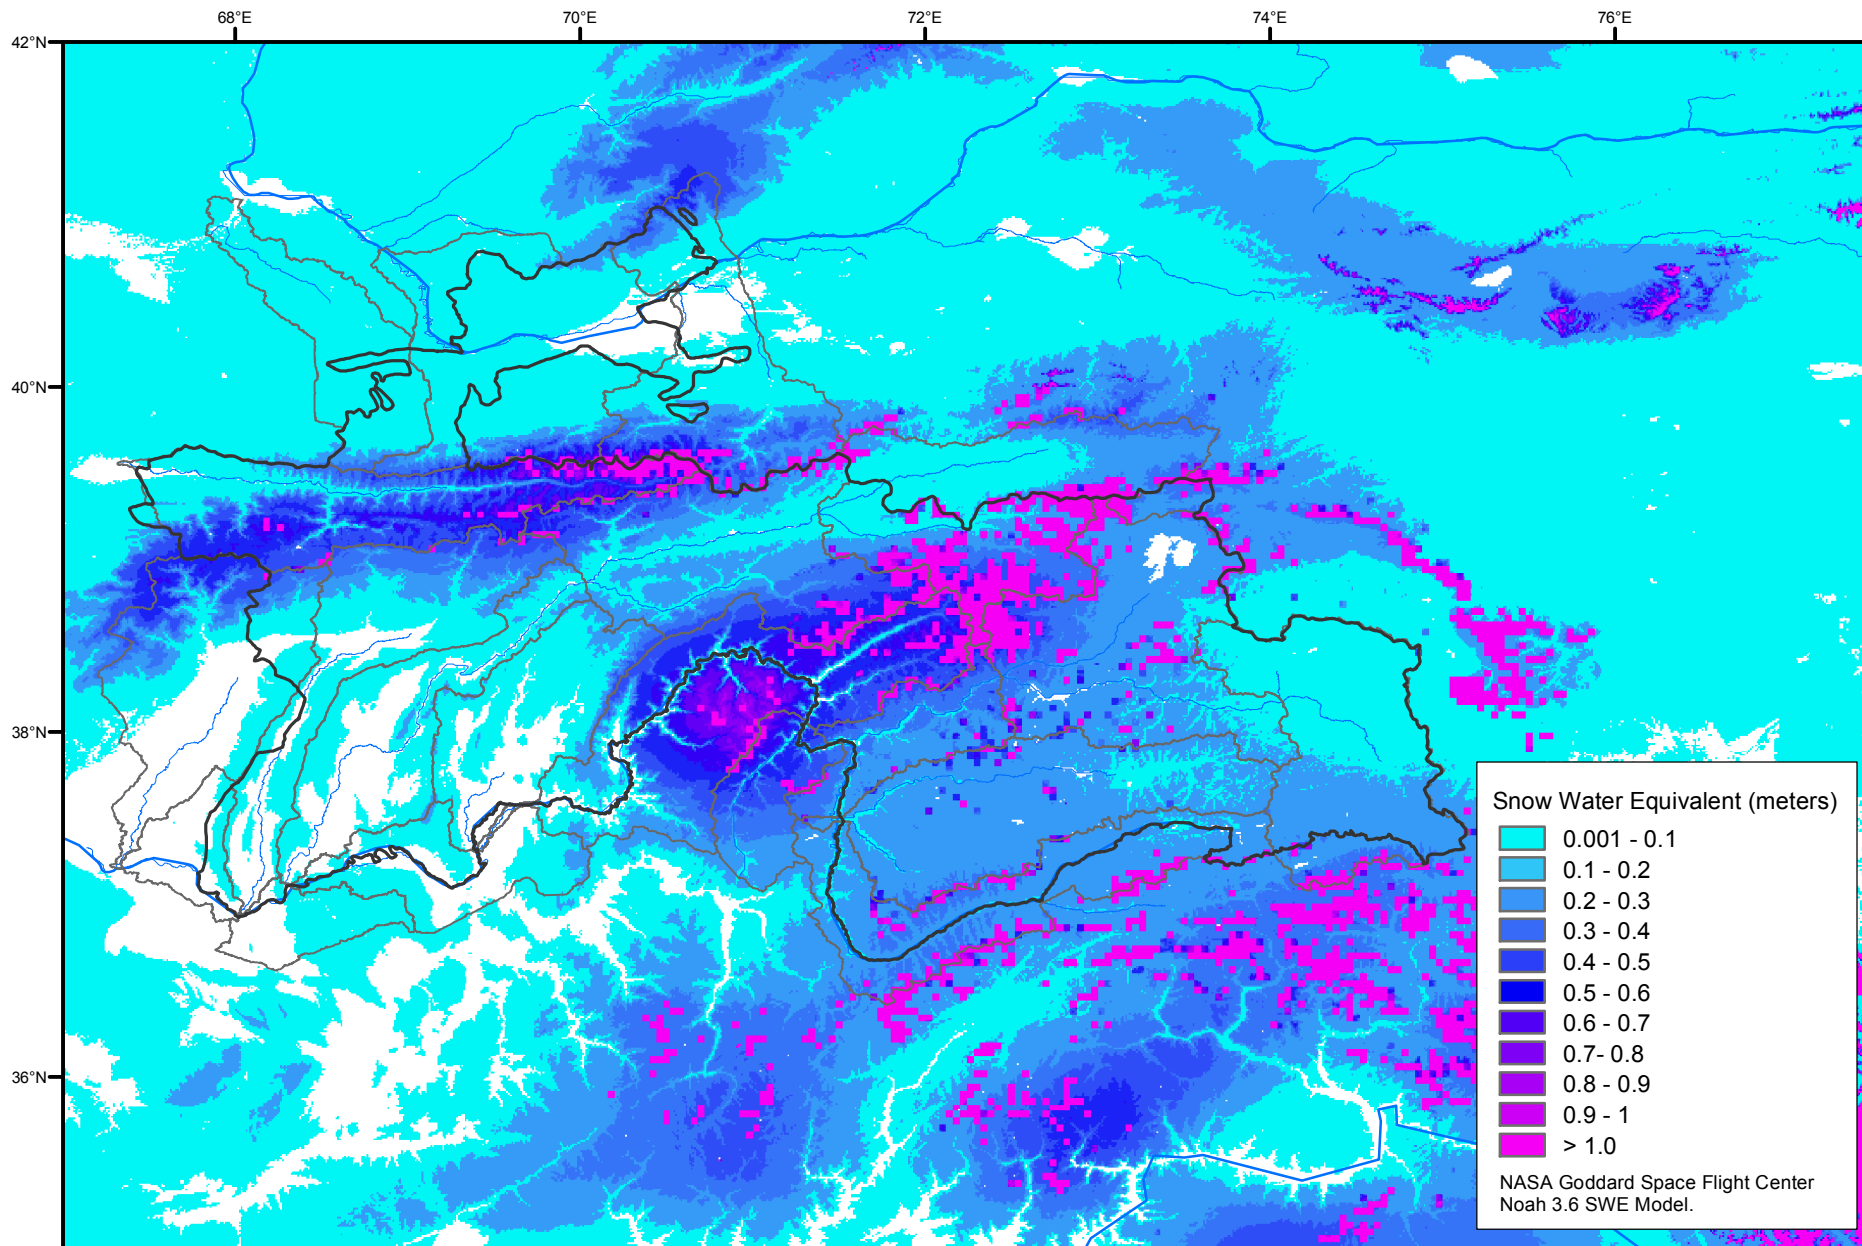 68°E 70°E 72°E 74°E 76°E
42°N
40°N
38°N
36°N
Snow Water Equivalent (meters)
0.001 - 0.1
0.1 - 0.2
0.2 - 0.3
0.3 - 0.4
0.4 - 0.5
0.5 - 0.6
0.6 - 0.7
0.7- 0.8
0.8 - 0.9
0.9 - 1
> 1.0
NASA Goddard Space Flight Center
Noah 3.6 SWE Model.